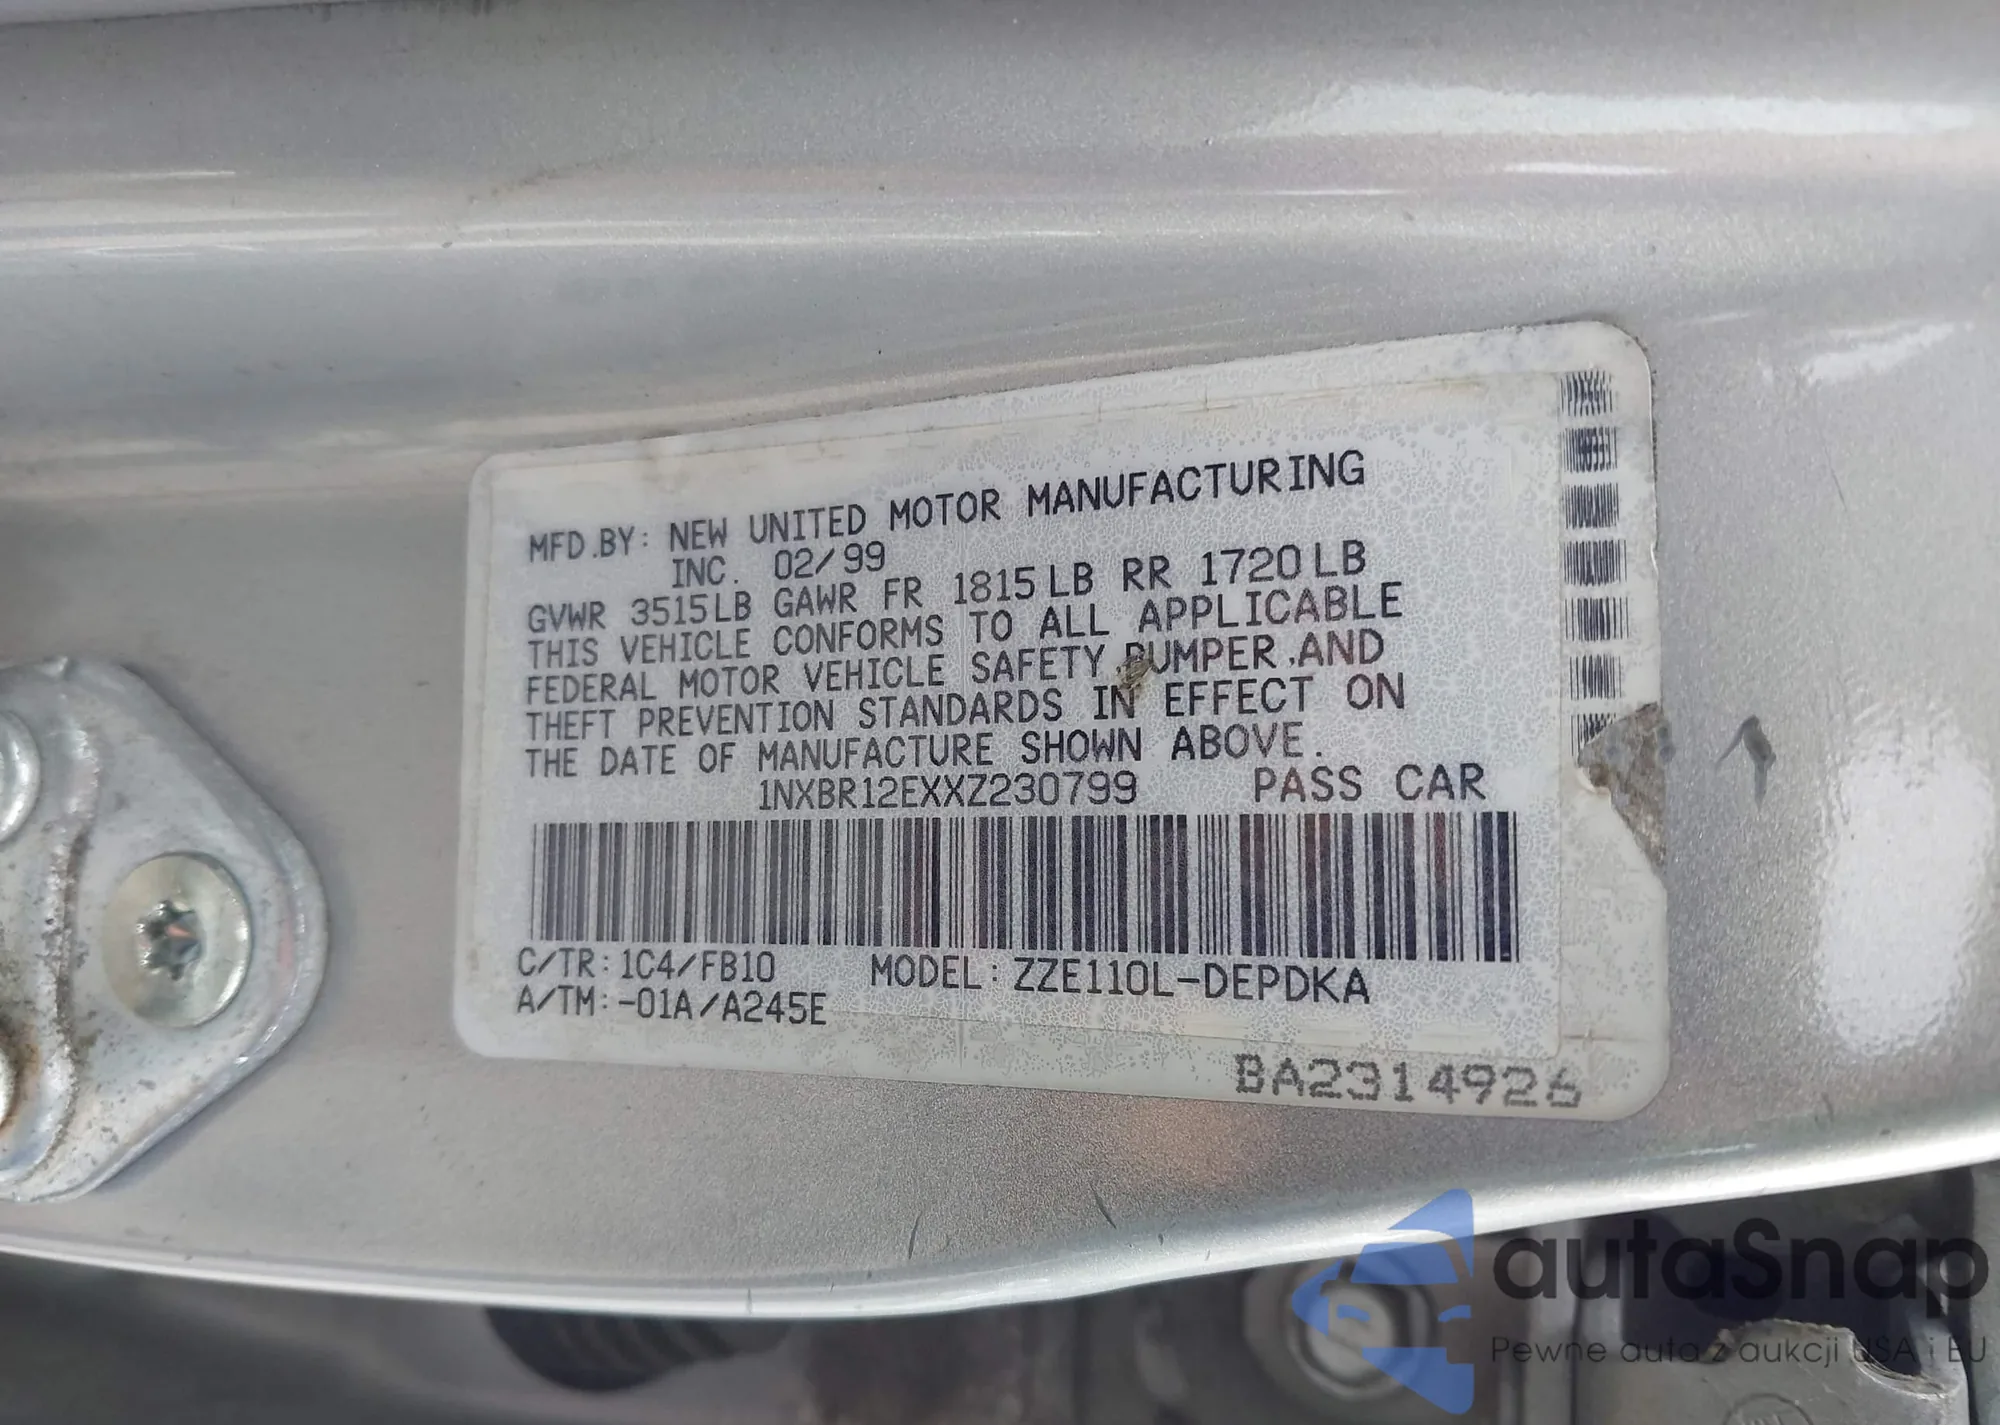 MFD.BY: NEW UNITED MOTOR MANUFACTURING
INC. 02/99
GVWR 3515LB GAWR FR 1815LB RR 1720LB
THIS VEHICLE CONFORMS TO ALL APPLICABLE
FEDERAL MOTOR VEHICLE SAFETY,BUMPER,AND
THEFT PREVENTION STANDARDS IN EFFECT ON
THE DATE OF MANUFACTURE SHOWN ABOVE.
1NXBR12EXXZ230799 PASS CAR
C/TR:1C4/FB10 MODEL:ZZE110L-DEPDKA
A/TM:-01A/A245E
BA2314926
autaSnap
Pewne auta z aukcji USA i EU